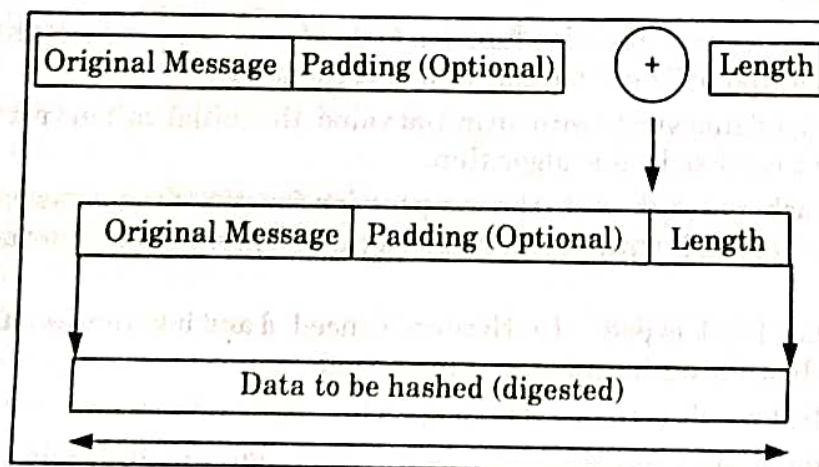 Original Message Padding (Optional) + Length
Original Message Padding (Optional) Length
Data to be hashed (digested)